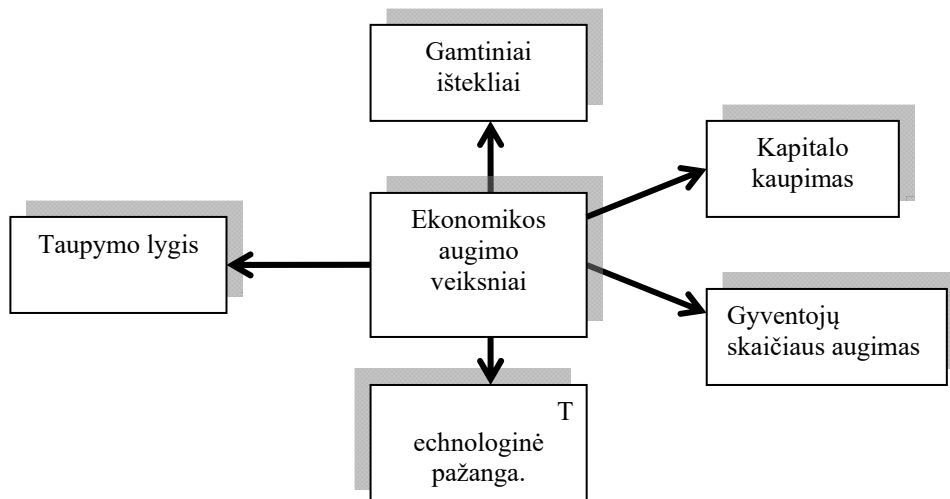 Gamtiniai
ištekliai
Kapitalo
kaupimas
Ekonomikos
augimo
veiksniai
Taupymo lygis
Gyventojų
skaičiaus augimas
T
echnologinė
pažanga.